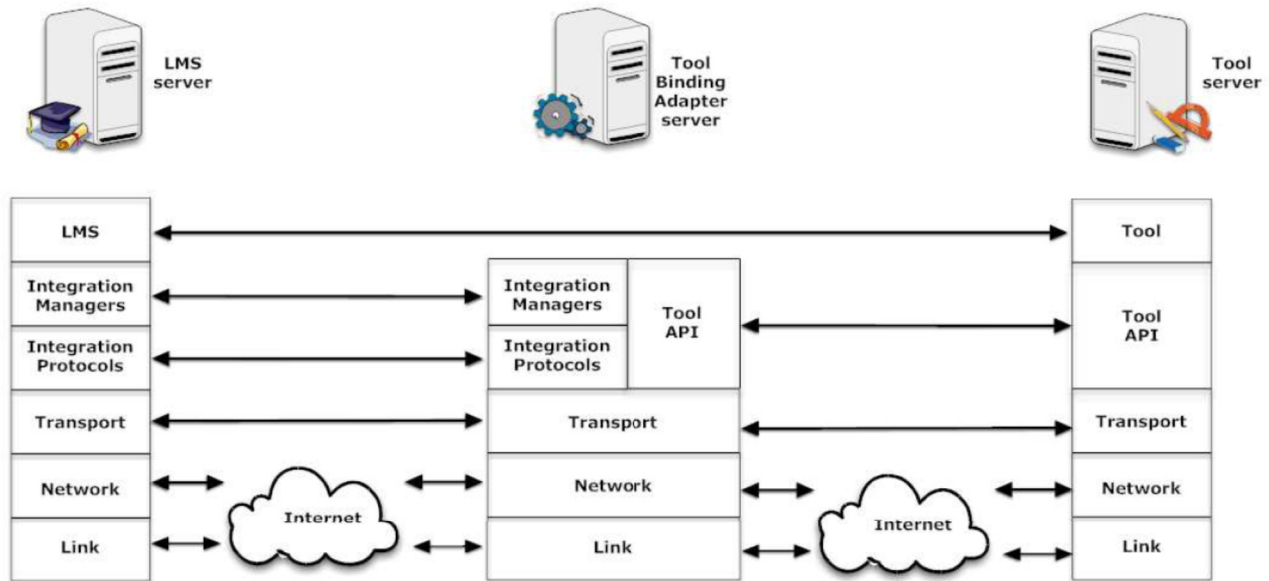 LMS
server
Tool
Binding
Adapter
server
Tool
server
LMS
Tool
Integration
Managers
Integration
Managers
Tool
API
Tool
API
Integration
Protocols
Integration
Protocols
Transport
Transport
Transport
Network
Internet
Network
Internet
Network
Link
Link
Link